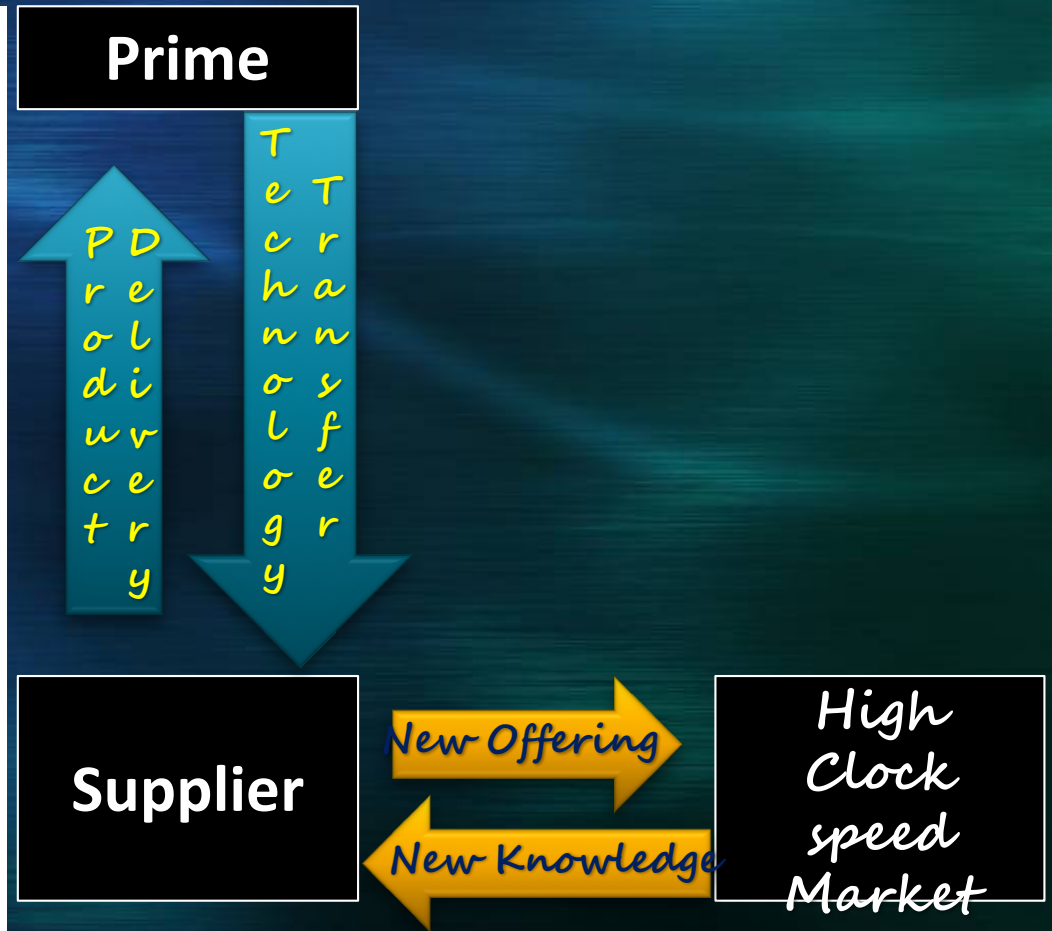 Prime
Product
Delivery
Technology
Transfer
Supplier
New Offering
New Knowledge
High
Clock
speed
Market